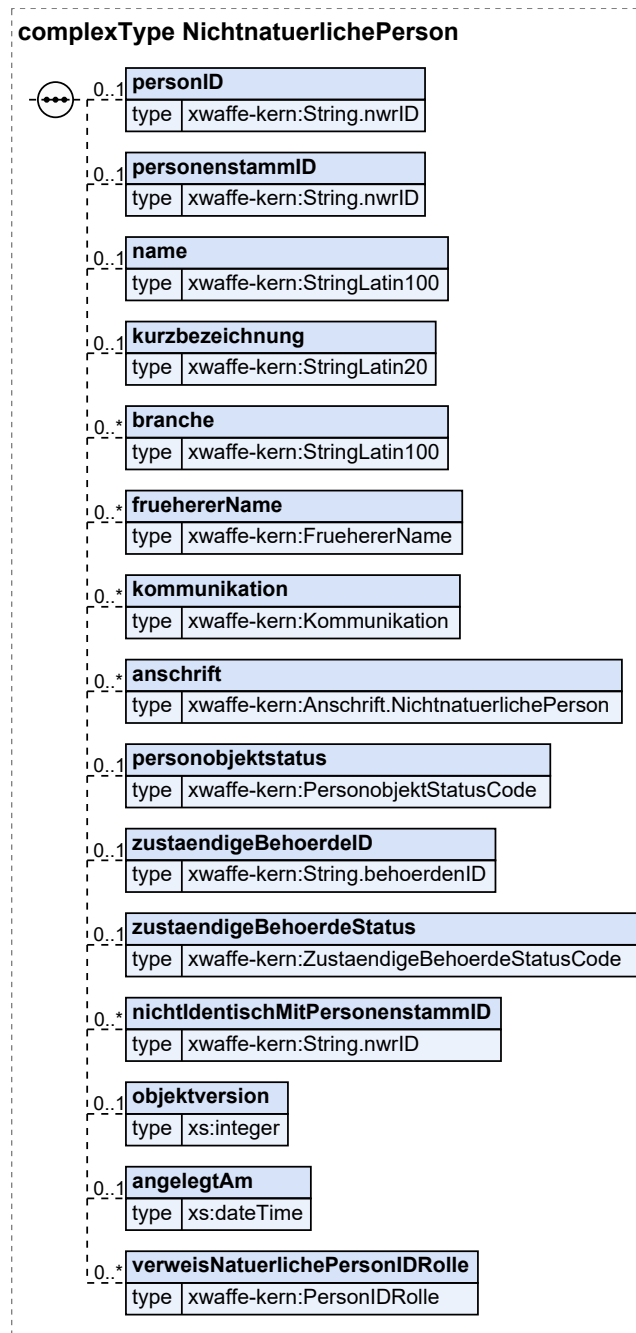 complexType NichtnatuerlichePerson
0..1 personID
type xwaffe-kern:String.nwrID
0..1 personenstammID
type xwaffe-kern:String.nwrID
0..1 name
type xwaffe-kern:StringLatin100
0..1 kurzbezeichnung
type xwaffe-kern:StringLatin20
0..* branche
type xwaffe-kern:StringLatin100
0..* fruehererName
type xwaffe-kern:FruehererName
0..* kommunikation
type xwaffe-kern:Kommunikation
0..* anschrift
type xwaffe-kern:Anschrift.NichtnatuerlichePerson
0..1 personobjektstatus
type xwaffe-kern:PersonobjektStatusCode
0..1 zustaendigeBehoerdeID
type xwaffe-kern:String.behoerdenID
0..1 zustaendigeBehoerdeStatus
type xwaffe-kern:ZustaendigeBehoerdeStatusCode
0..* nichtIdentischMitPersonenstammID
type xwaffe-kern:String.nwrID
0..1 objektversion
type xs:integer
0..1 angelegtAm
type xs:dateTime
0..* verweisNatuerlichePersonIDRolle
type xwaffe-kern:PersonIDRolle